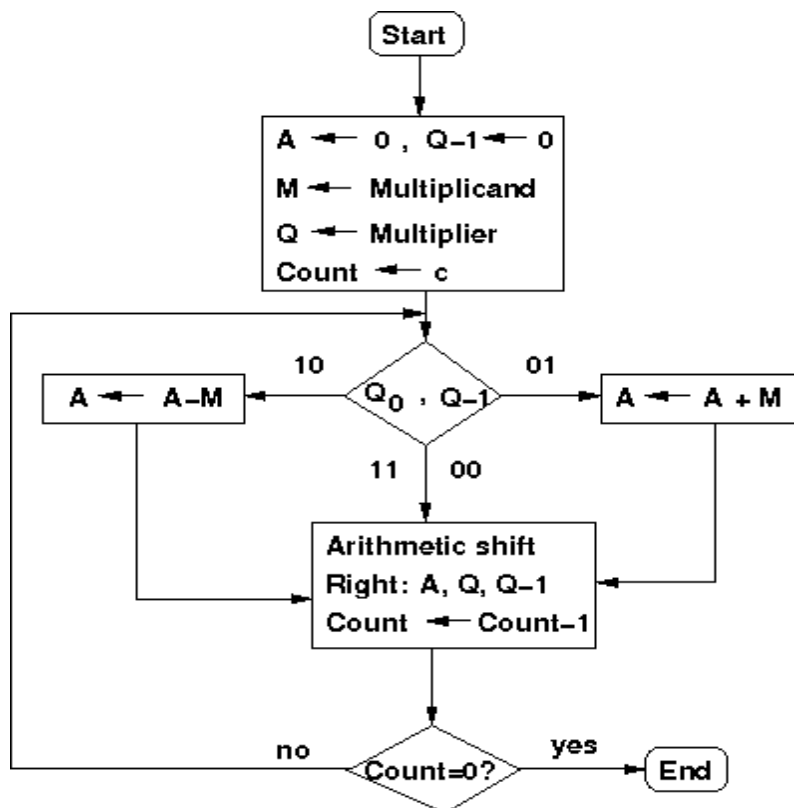 Start
A ← 0 , Q-1 ← 0
M ← Multiplicand
Q ← Multiplier
Count ← c
10
01
A ← A-M
Q0 , Q-1
A ← A + M
11 00
Arithmetic shift
Right: A, Q, Q-1
Count ← Count-1
no
yes
Count=0?
End